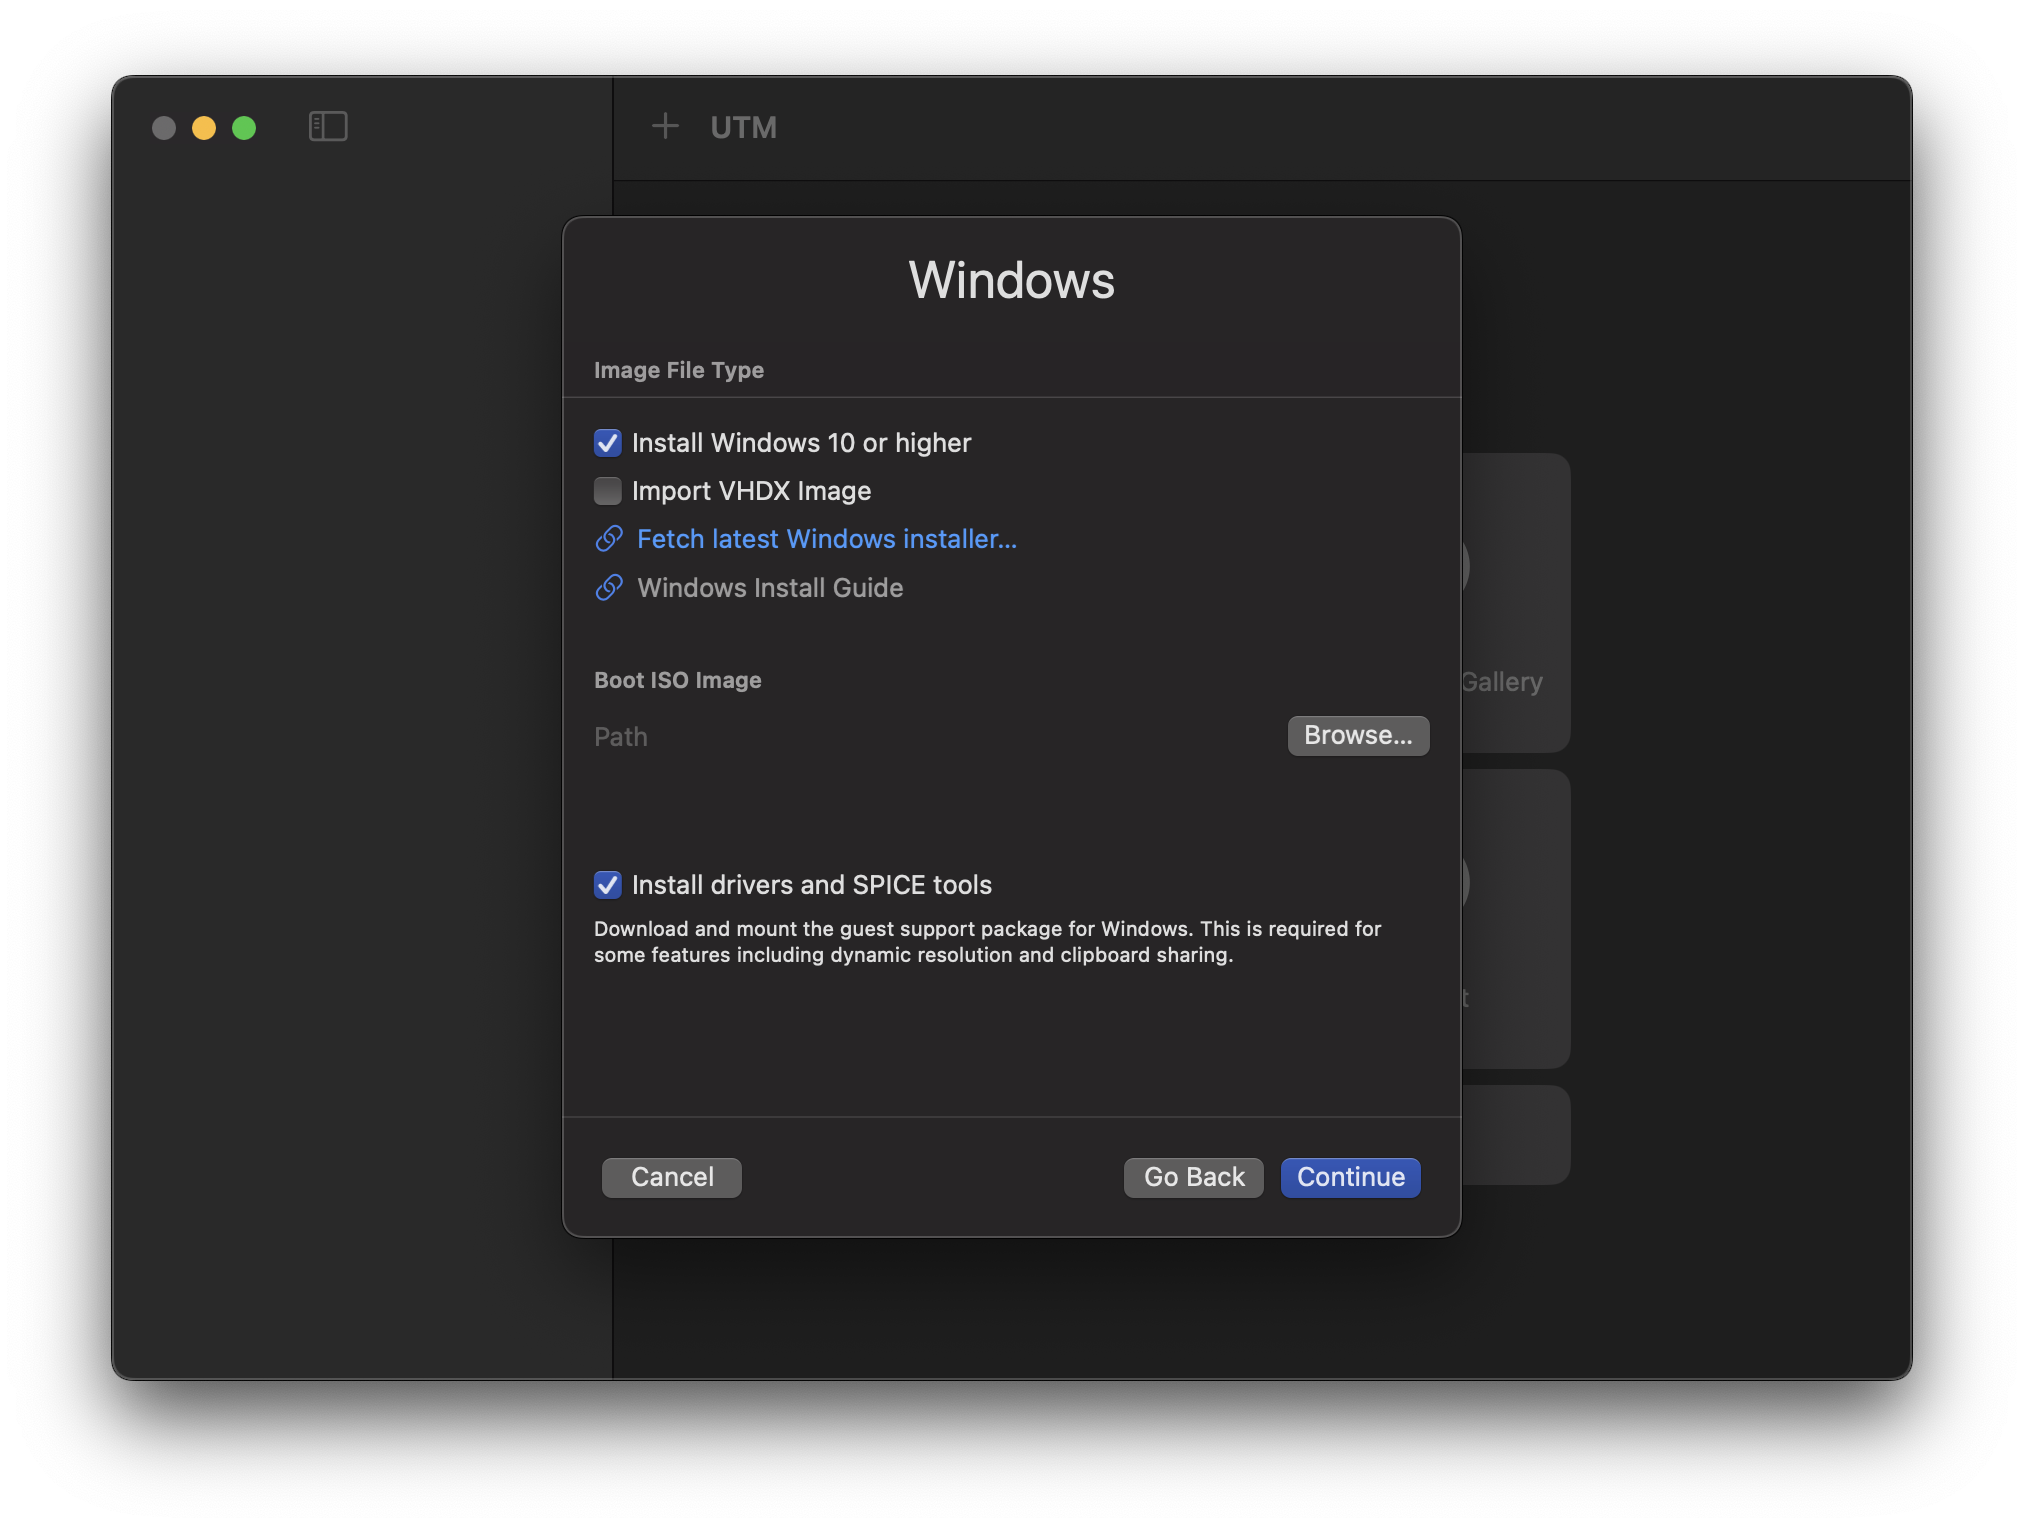 UTM
Windows
Image File Type
Install Windows 10 or higher
Import VHDX Image
Fetch latest Windows installer...
Windows Install Guide
Gallery
Boot ISO Image
Path
Browse...
Install drivers and SPICE tools
Download and mount the guest support package for Windows. This is required for
some features including dynamic resolution and clipboard sharing.
Cancel
Go Back
Continue